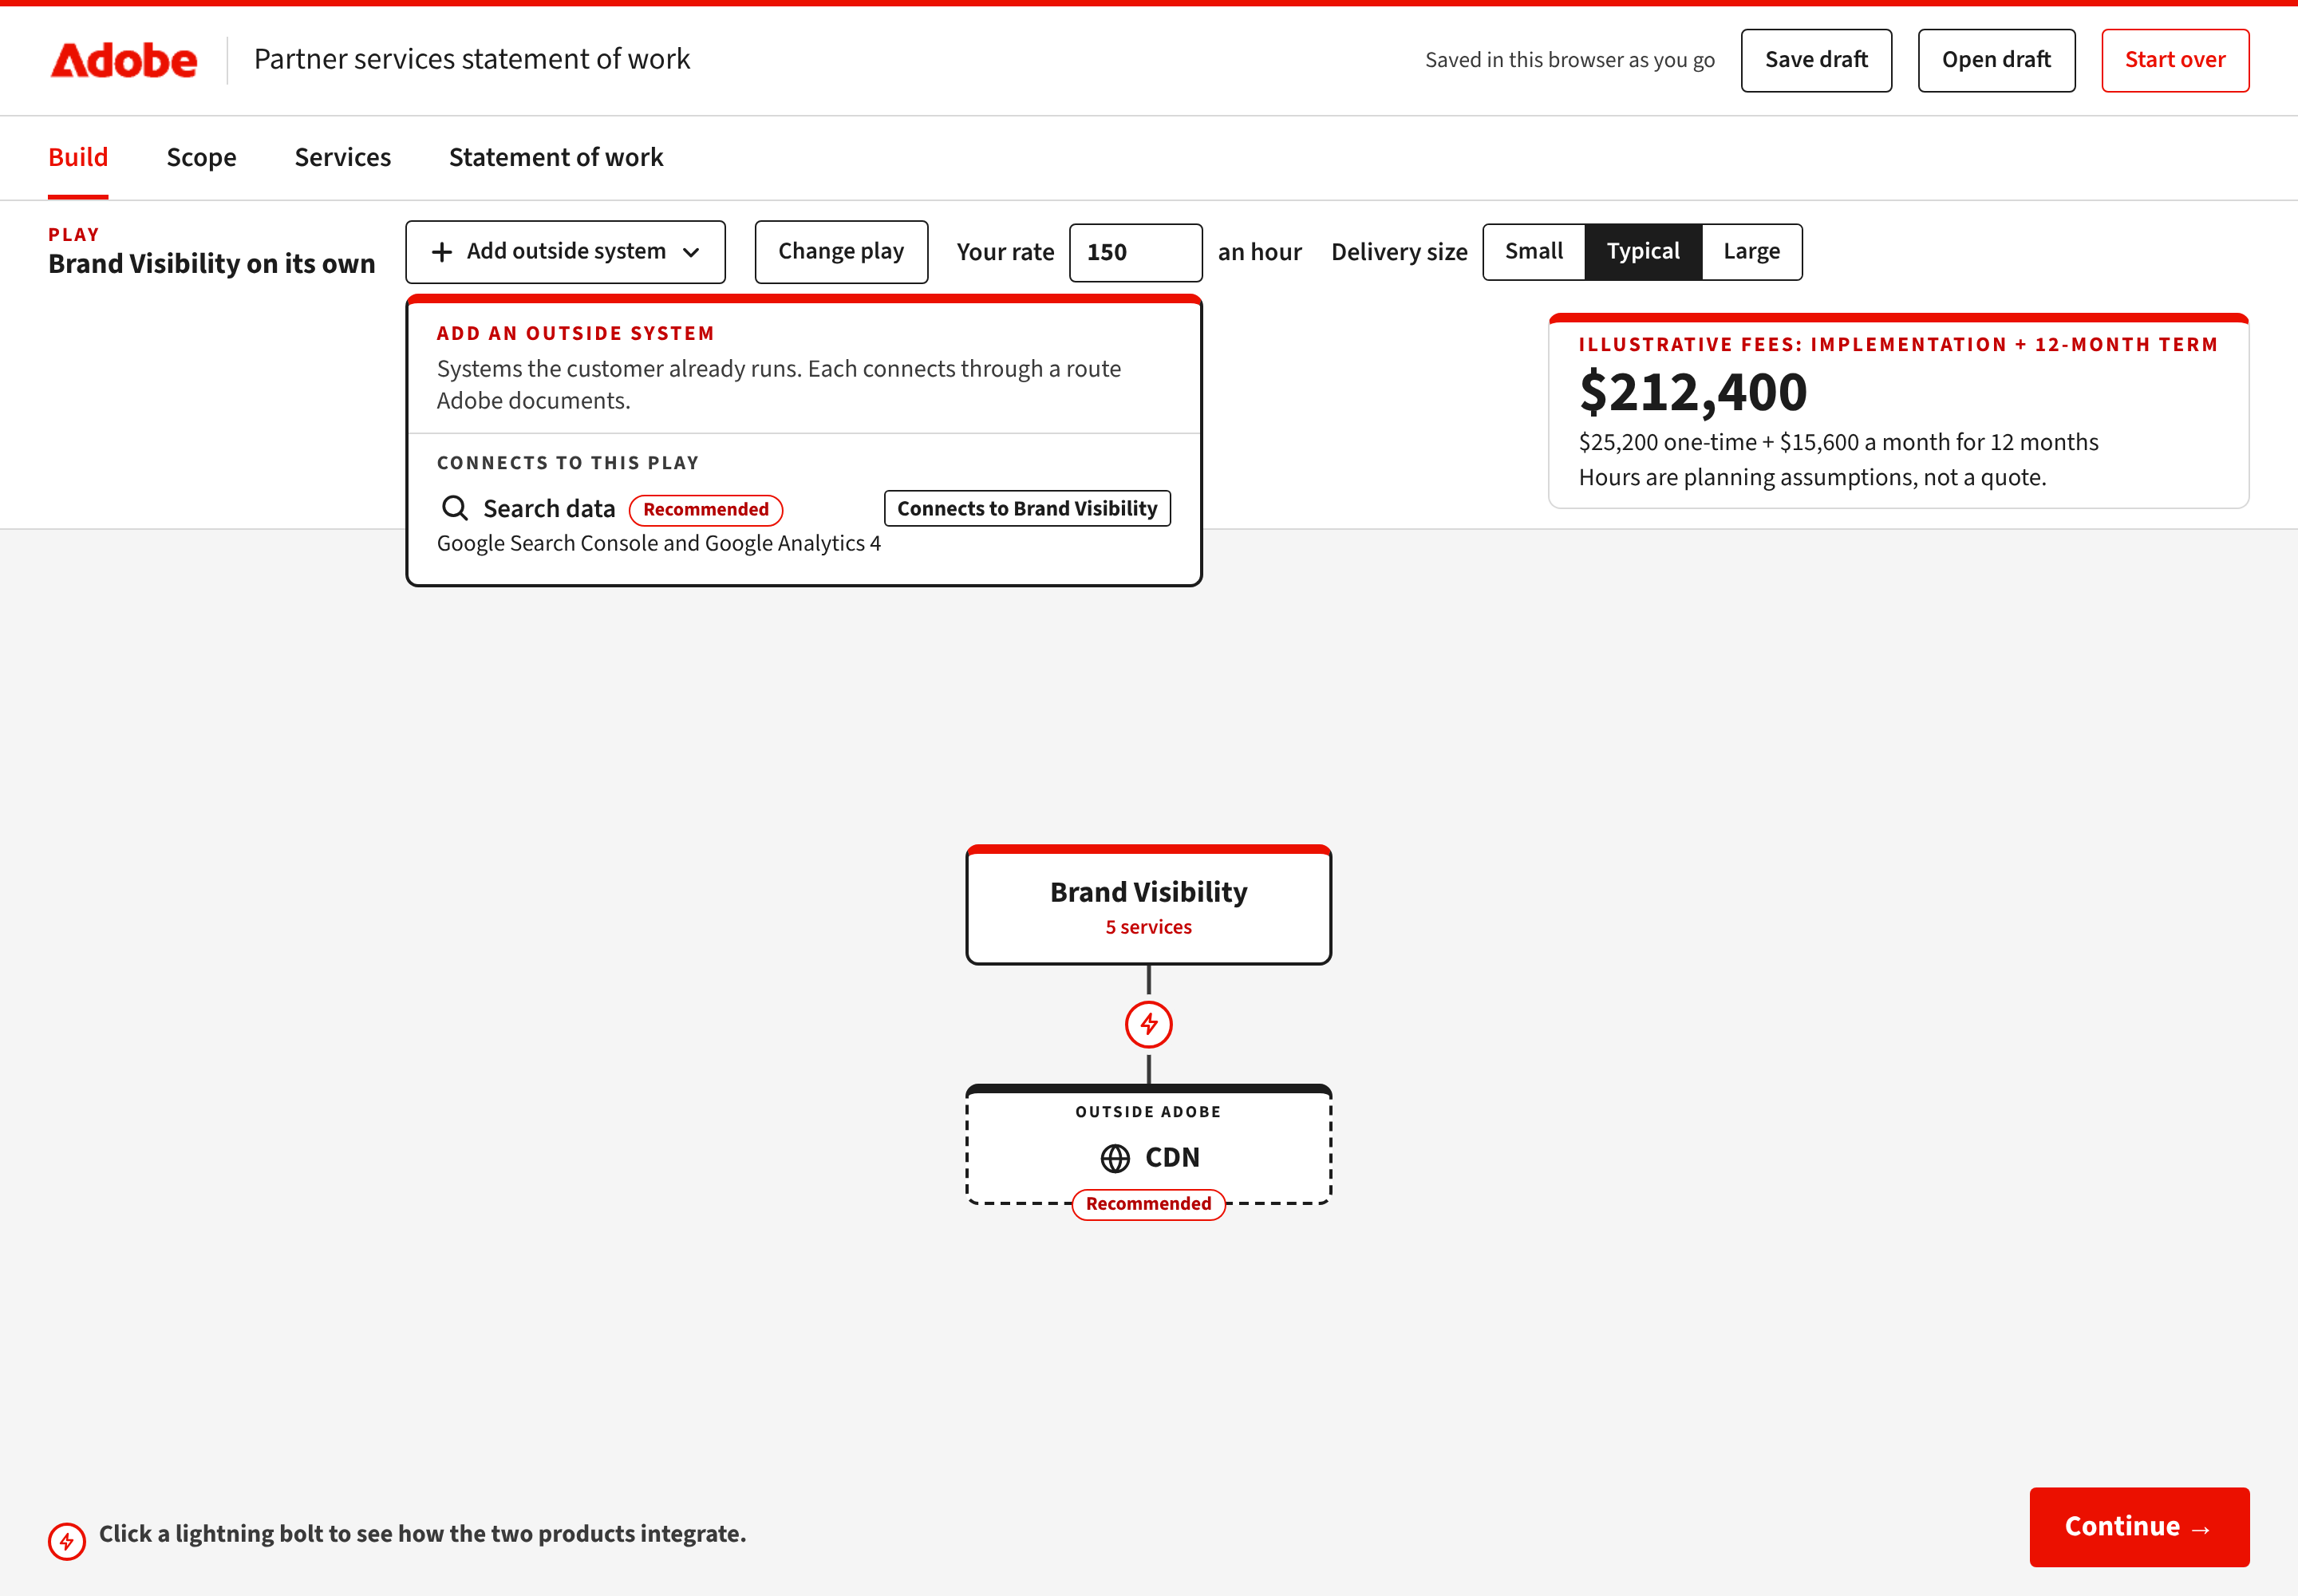 Adobe
Partner services statement of work
Saved in this browser as you go
Save draft
Open draft
Start over
Build
Scope
Services
Statement of work
PLAY
Brand Visibility on its own
Add outside system
Change play
Your rate
150
an hour
Delivery size
Small
Typical
Large
ADD AN OUTSIDE SYSTEM
Systems the customer already runs. Each connects through a route
Adobe documents.
CONNECTS TO THIS PLAY
Search data
Recommended
Connects to Brand Visibility
Google Search Console and Google Analytics 4
ILLUSTRATIVE FEES: IMPLEMENTATION + 12-MONTH TERM
$212,400
$25,200 one-time + $15,600 a month for 12 months
Hours are planning assumptions, not a quote.
Brand Visibility
5 services
OUTSIDE ADOBE
CDN
Recommended
Click a lightning bolt to see how the two products integrate.
Continue →